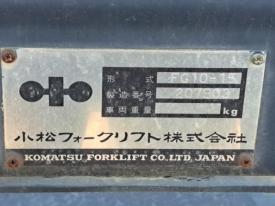 形式 FG10-15
製造番号 207303
車両重量 kg
小松フォークリフト株式会社
KOMATSU FORKLIFT CO.,LTD. JAPAN